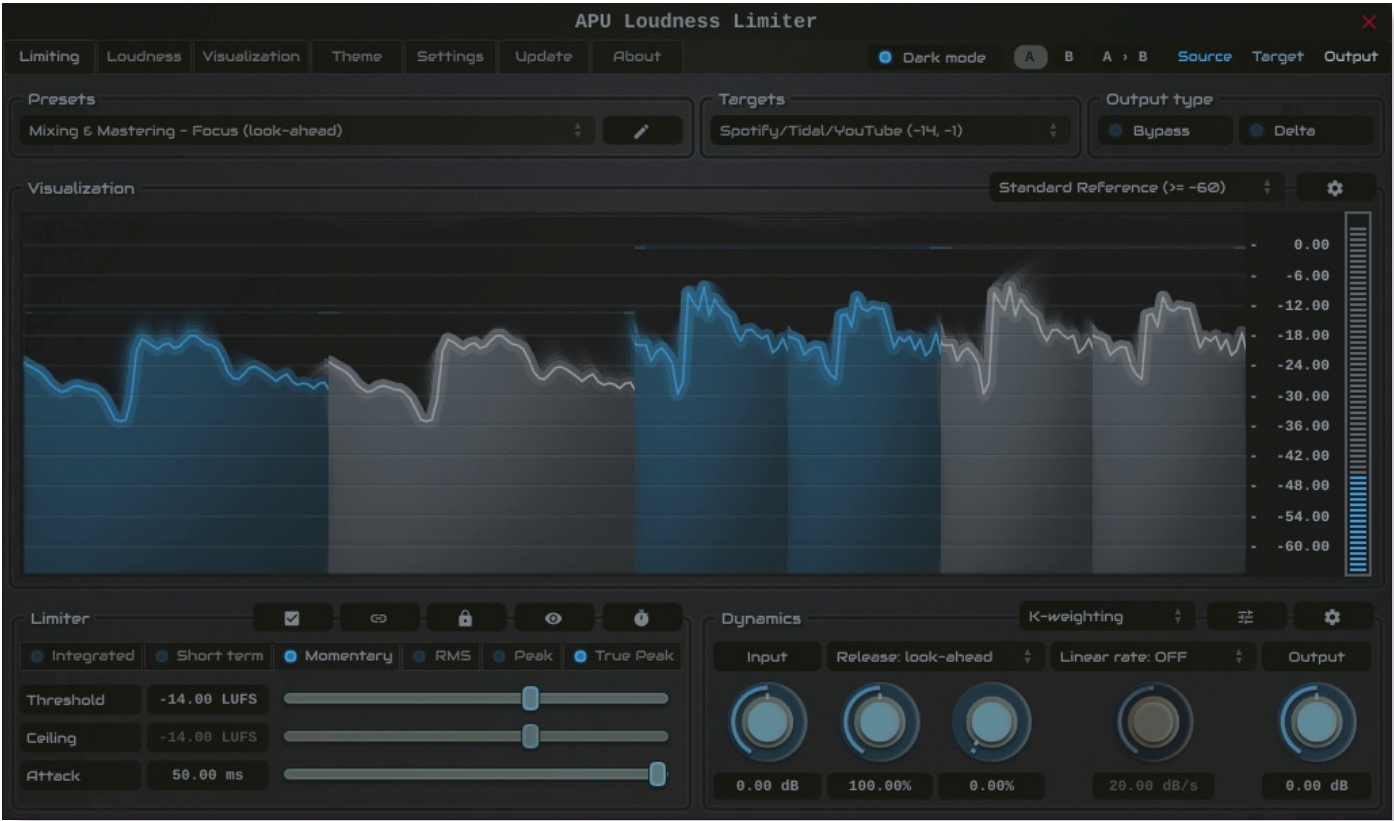 APU Loudness Limiter
Limiting Loudness Visualization Theme Settings Update About Dark mode A B A › B Source Target Output
Presets Targets Output type
Mixing & Mastering - Focus (look-ahead) Spotify/Tidal/YouTube (-14, -1) Bypass Delta
Visualization Standard Reference (>= -60)
- 0.00
- -6.00
- -12.00
- -18.00
- -24.00
- -30.00
- -36.00
- -42.00
- -48.00
- -54.00
- -60.00
Limiter Dynamics K-weighting
Integrated Short term Momentary RMS Peak True Peak Input Release: look-ahead Linear rate: OFF Output
Threshold -14.00 LUFS
Ceiling -14.00 LUFS
Attack 50.00 ms 0.00 dB 100.00% 0.00% 20.00 dB/s 0.00 dB